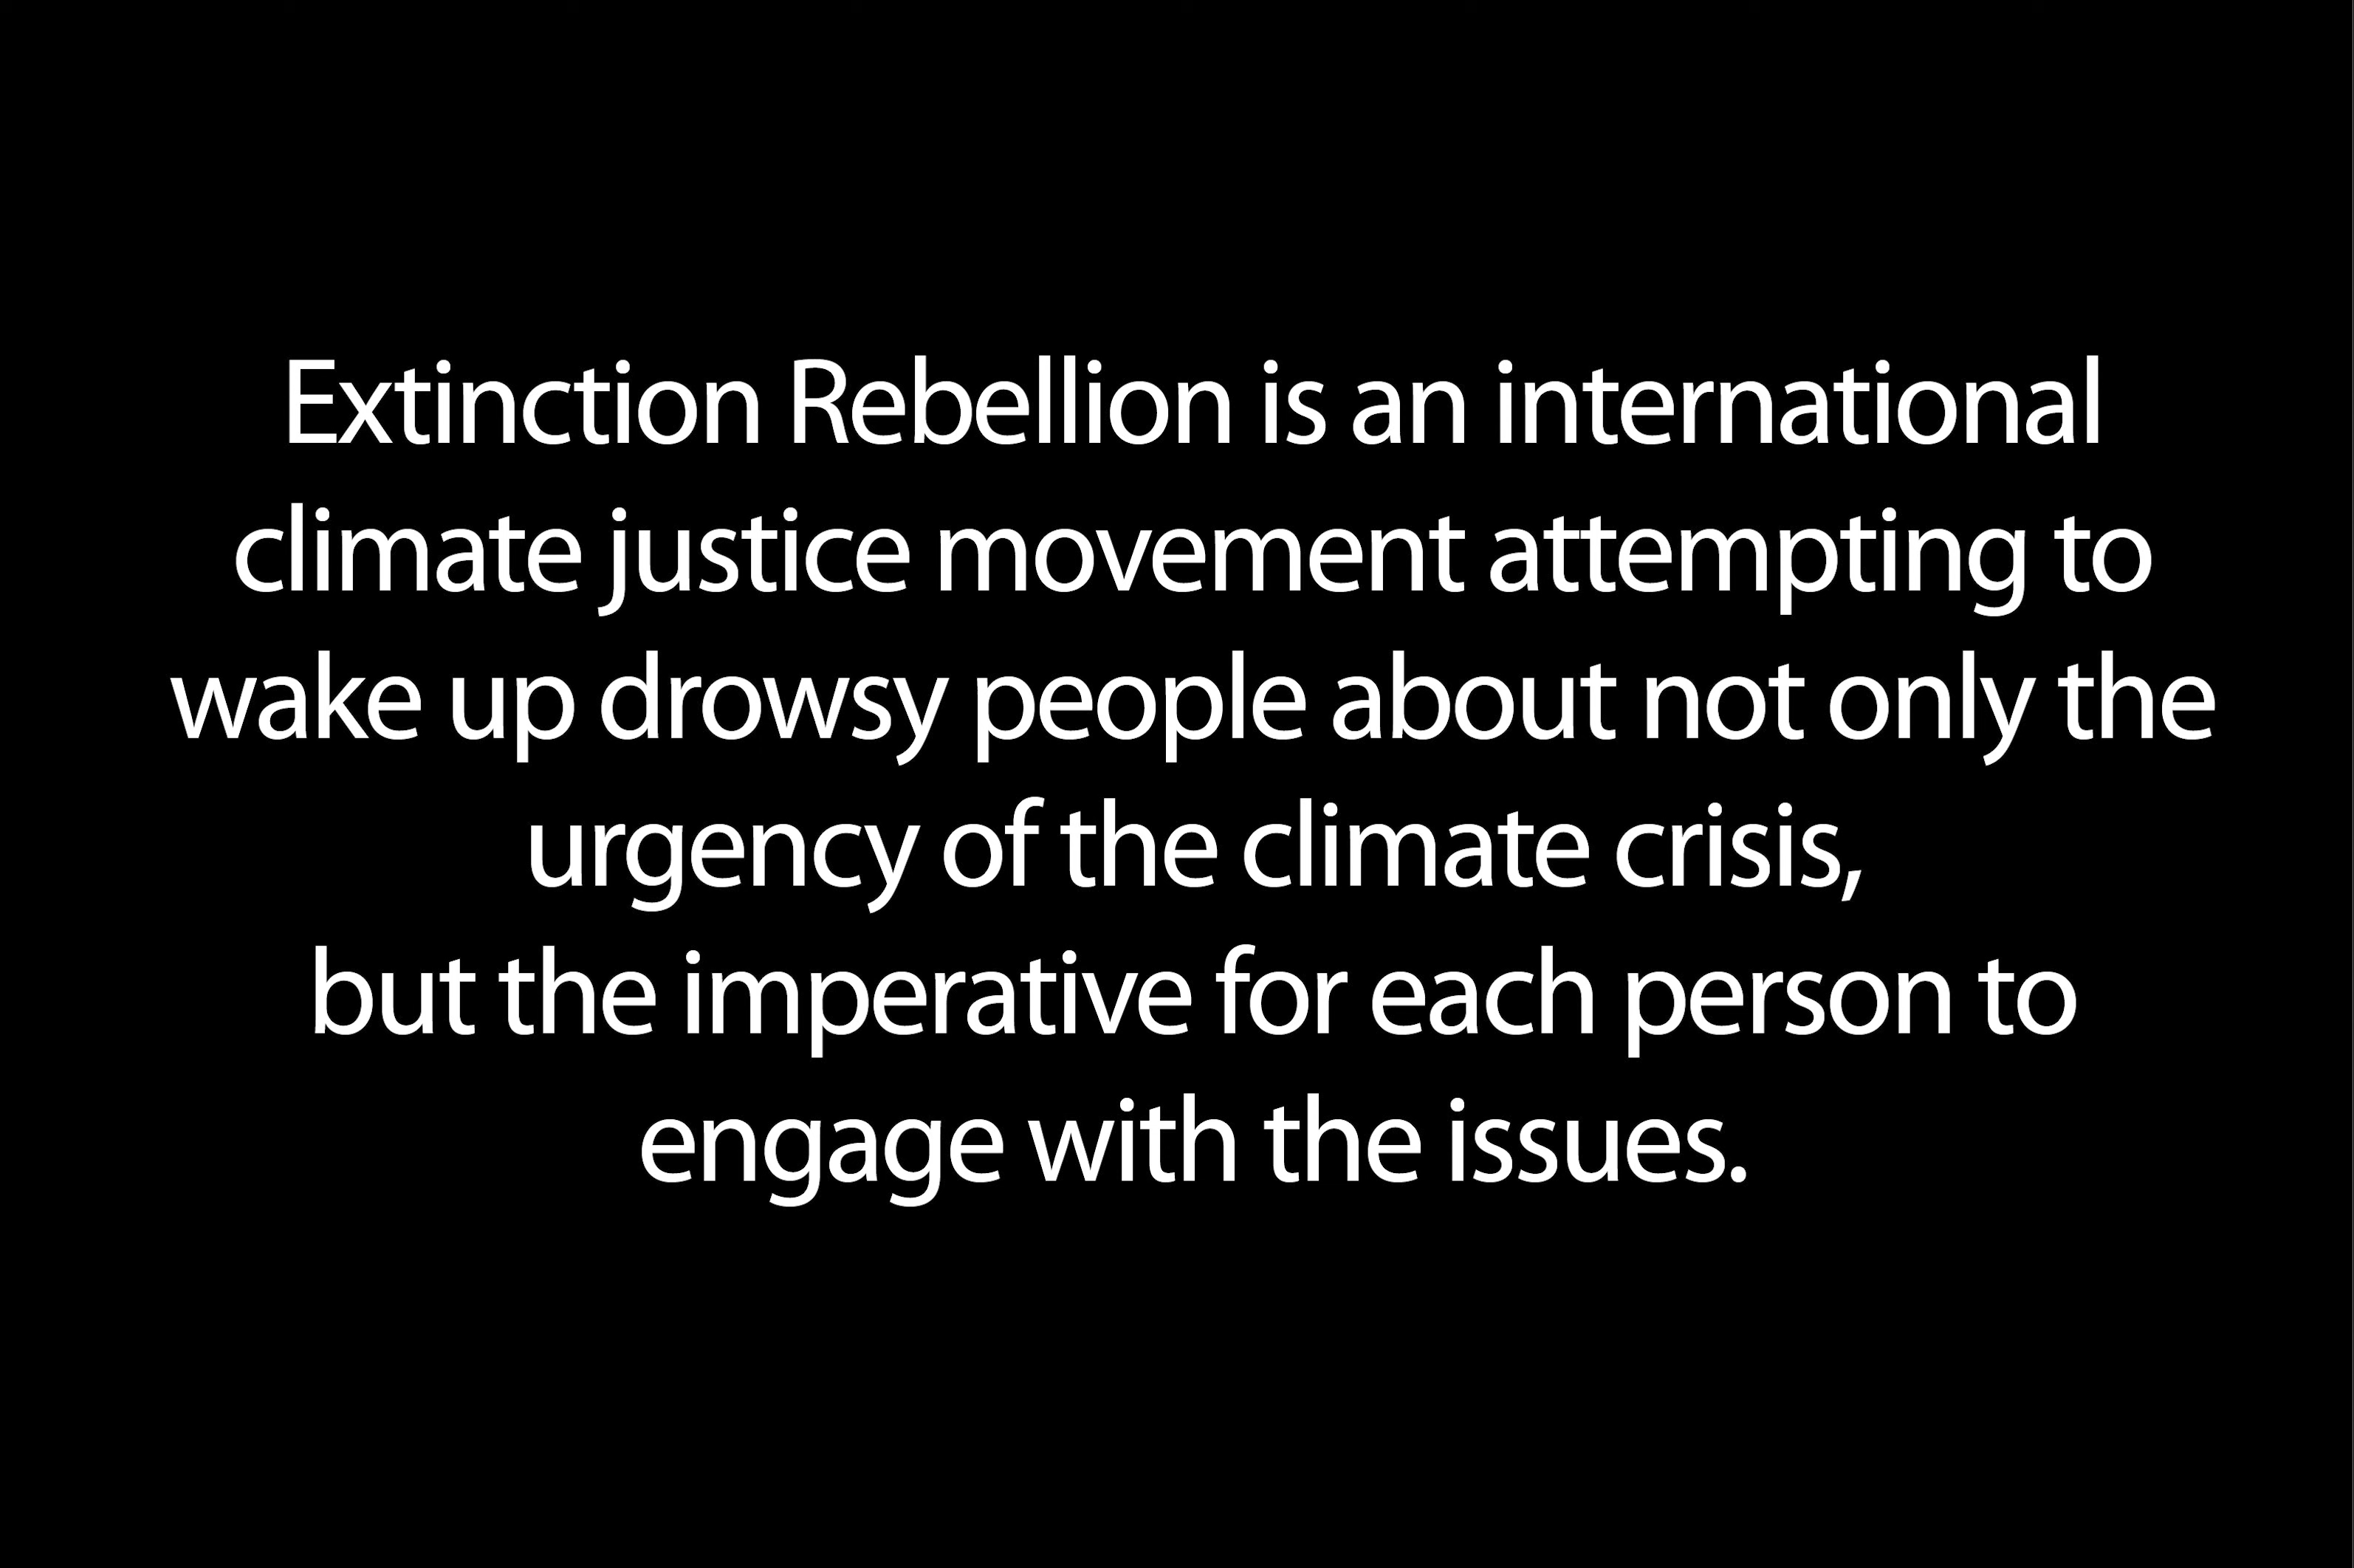 Extinction Rebellion is an international
climate justice movement attempting to
wake up drowsy people about not only the
urgency of the climate crisis,
but the imperative for each person to
engage with the issues.